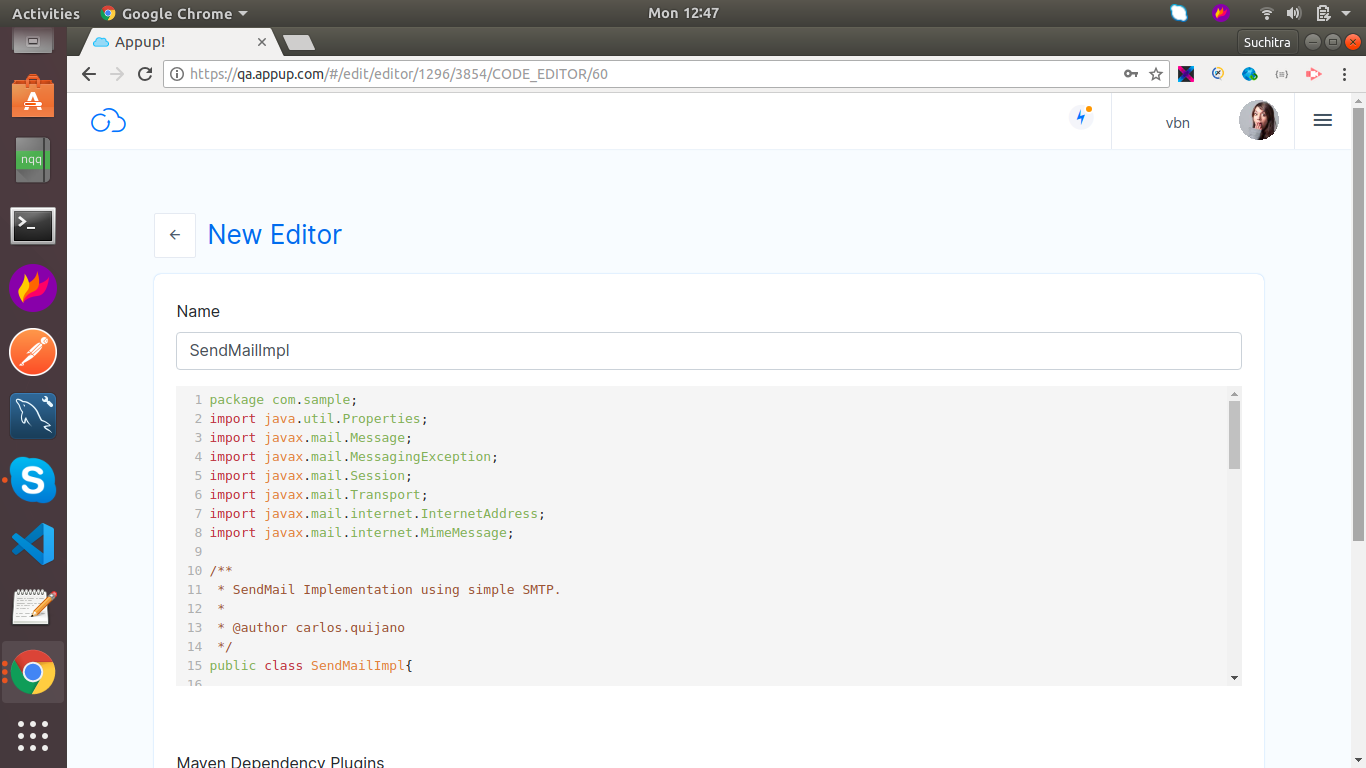 Activities Google Chrome Mon 12:47
Appup! Suchitra
https://qa.appup.com/#/edit/editor/1296/3854/CODE_EDITOR/60
vbn
nqq
New Editor
Name
SendMailImpl
1 package com.sample;
2 import java.util.Properties;
3 import javax.mail.Message;
4 import javax.mail.MessagingException;
5 import javax.mail.Session;
6 import javax.mail.Transport;
7 import javax.mail.internet.InternetAddress;
8 import javax.mail.internet.MimeMessage;
9
10 /**
11 * SendMail Implementation using simple SMTP.
12 *
13 * @author carlos.quijano
14 */
15 public class SendMailImpl{
16
Maven Dependency Plugins